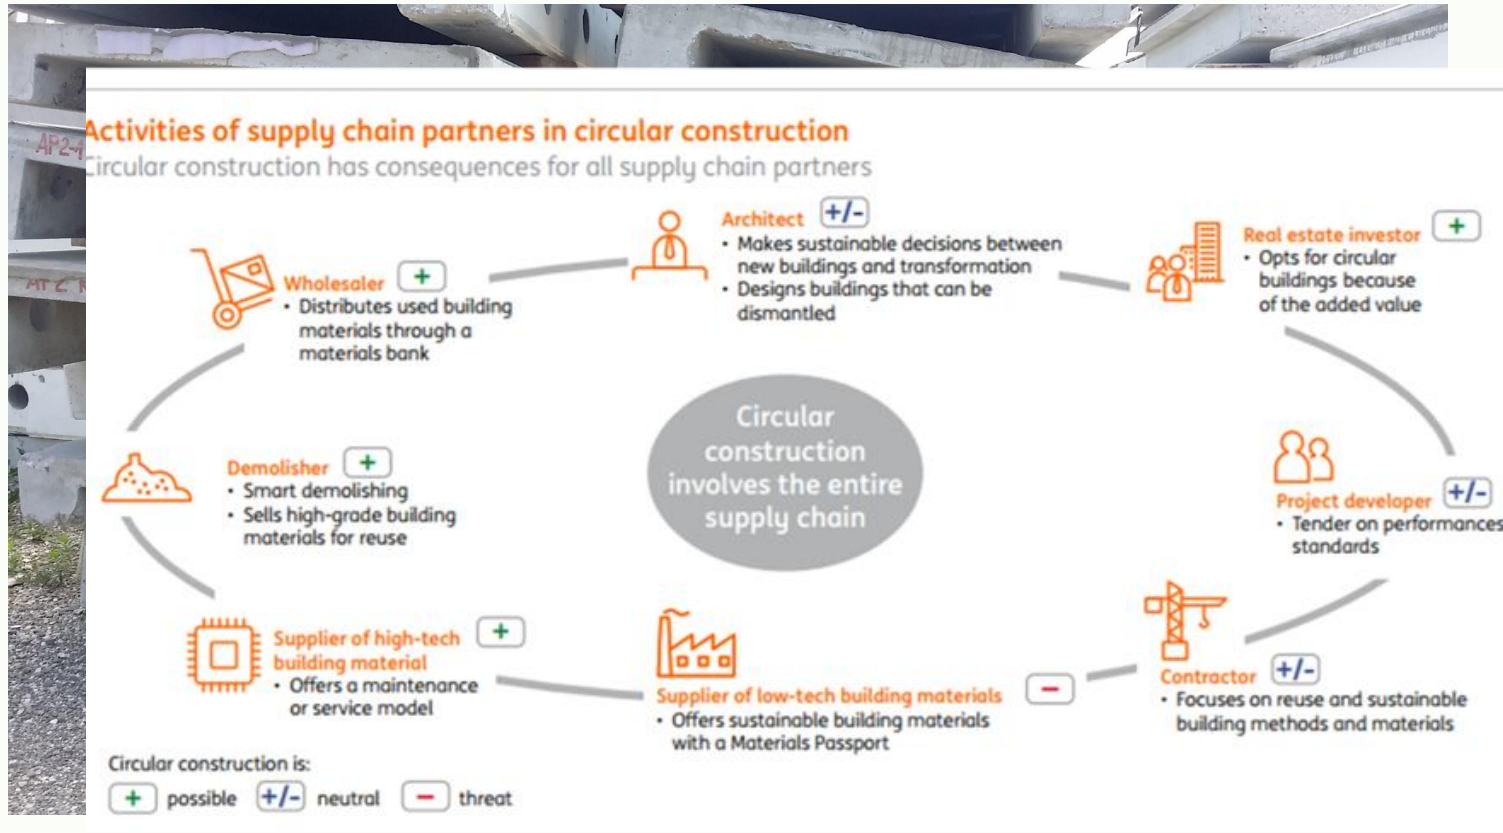 AP2-1
Activities of supply chain partners in circular construction
Circular construction has consequences for all supply chain partners
Architect +/-
• Makes sustainable decisions between
new buildings and transformation
• Designs buildings that can be
dismantled
Real estate investor +
• Opts for circular
buildings because
of the added value
Wholesaler +
• Distributes used building
materials through a
materials bank
Circular
construction
involves the entire
supply chain
Demolisher +
• Smart demolishing
• Sells high-grade building
materials for reuse
Project developer +/-
• Tender on performances
standards
Supplier of high-tech +
building material
• Offers a maintenance
or service model
Supplier of low-tech building materials −
• Offers sustainable building materials
with a Materials Passport
Contractor +/-
• Focuses on reuse and sustainable
building methods and materials
Circular construction is:
+ possible +/- neutral − threat